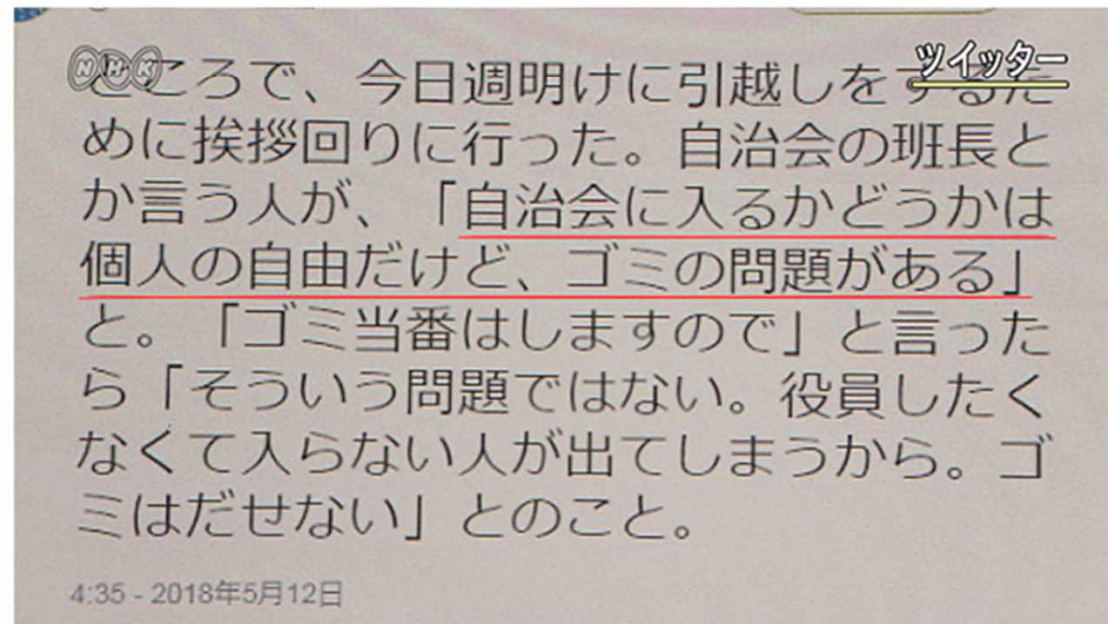 NHK
ツイッター
ところで、今日週明けに引越しをするた
めに挨拶回りに行った。自治会の班長と
か言う人が、「自治会に入るかどうかは
個人の自由だけど、ゴミの問題がある」
と。「ゴミ当番はしますので」と言った
ら「そういう問題ではない。役員したく
なくて入らない人が出てしまうから。ゴ
ミはだせない」とのこと。
4:35 - 2018年5月12日